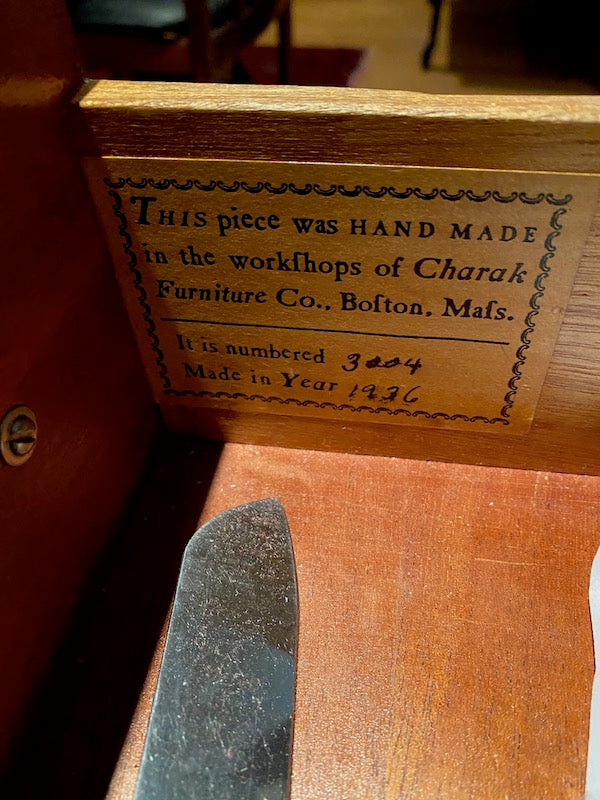 THIS piece was HAND MADE
in the workſhops of Charak
Furniture Co., Boſton, Maſs.
It is numbered 3004
Made in Year 1936